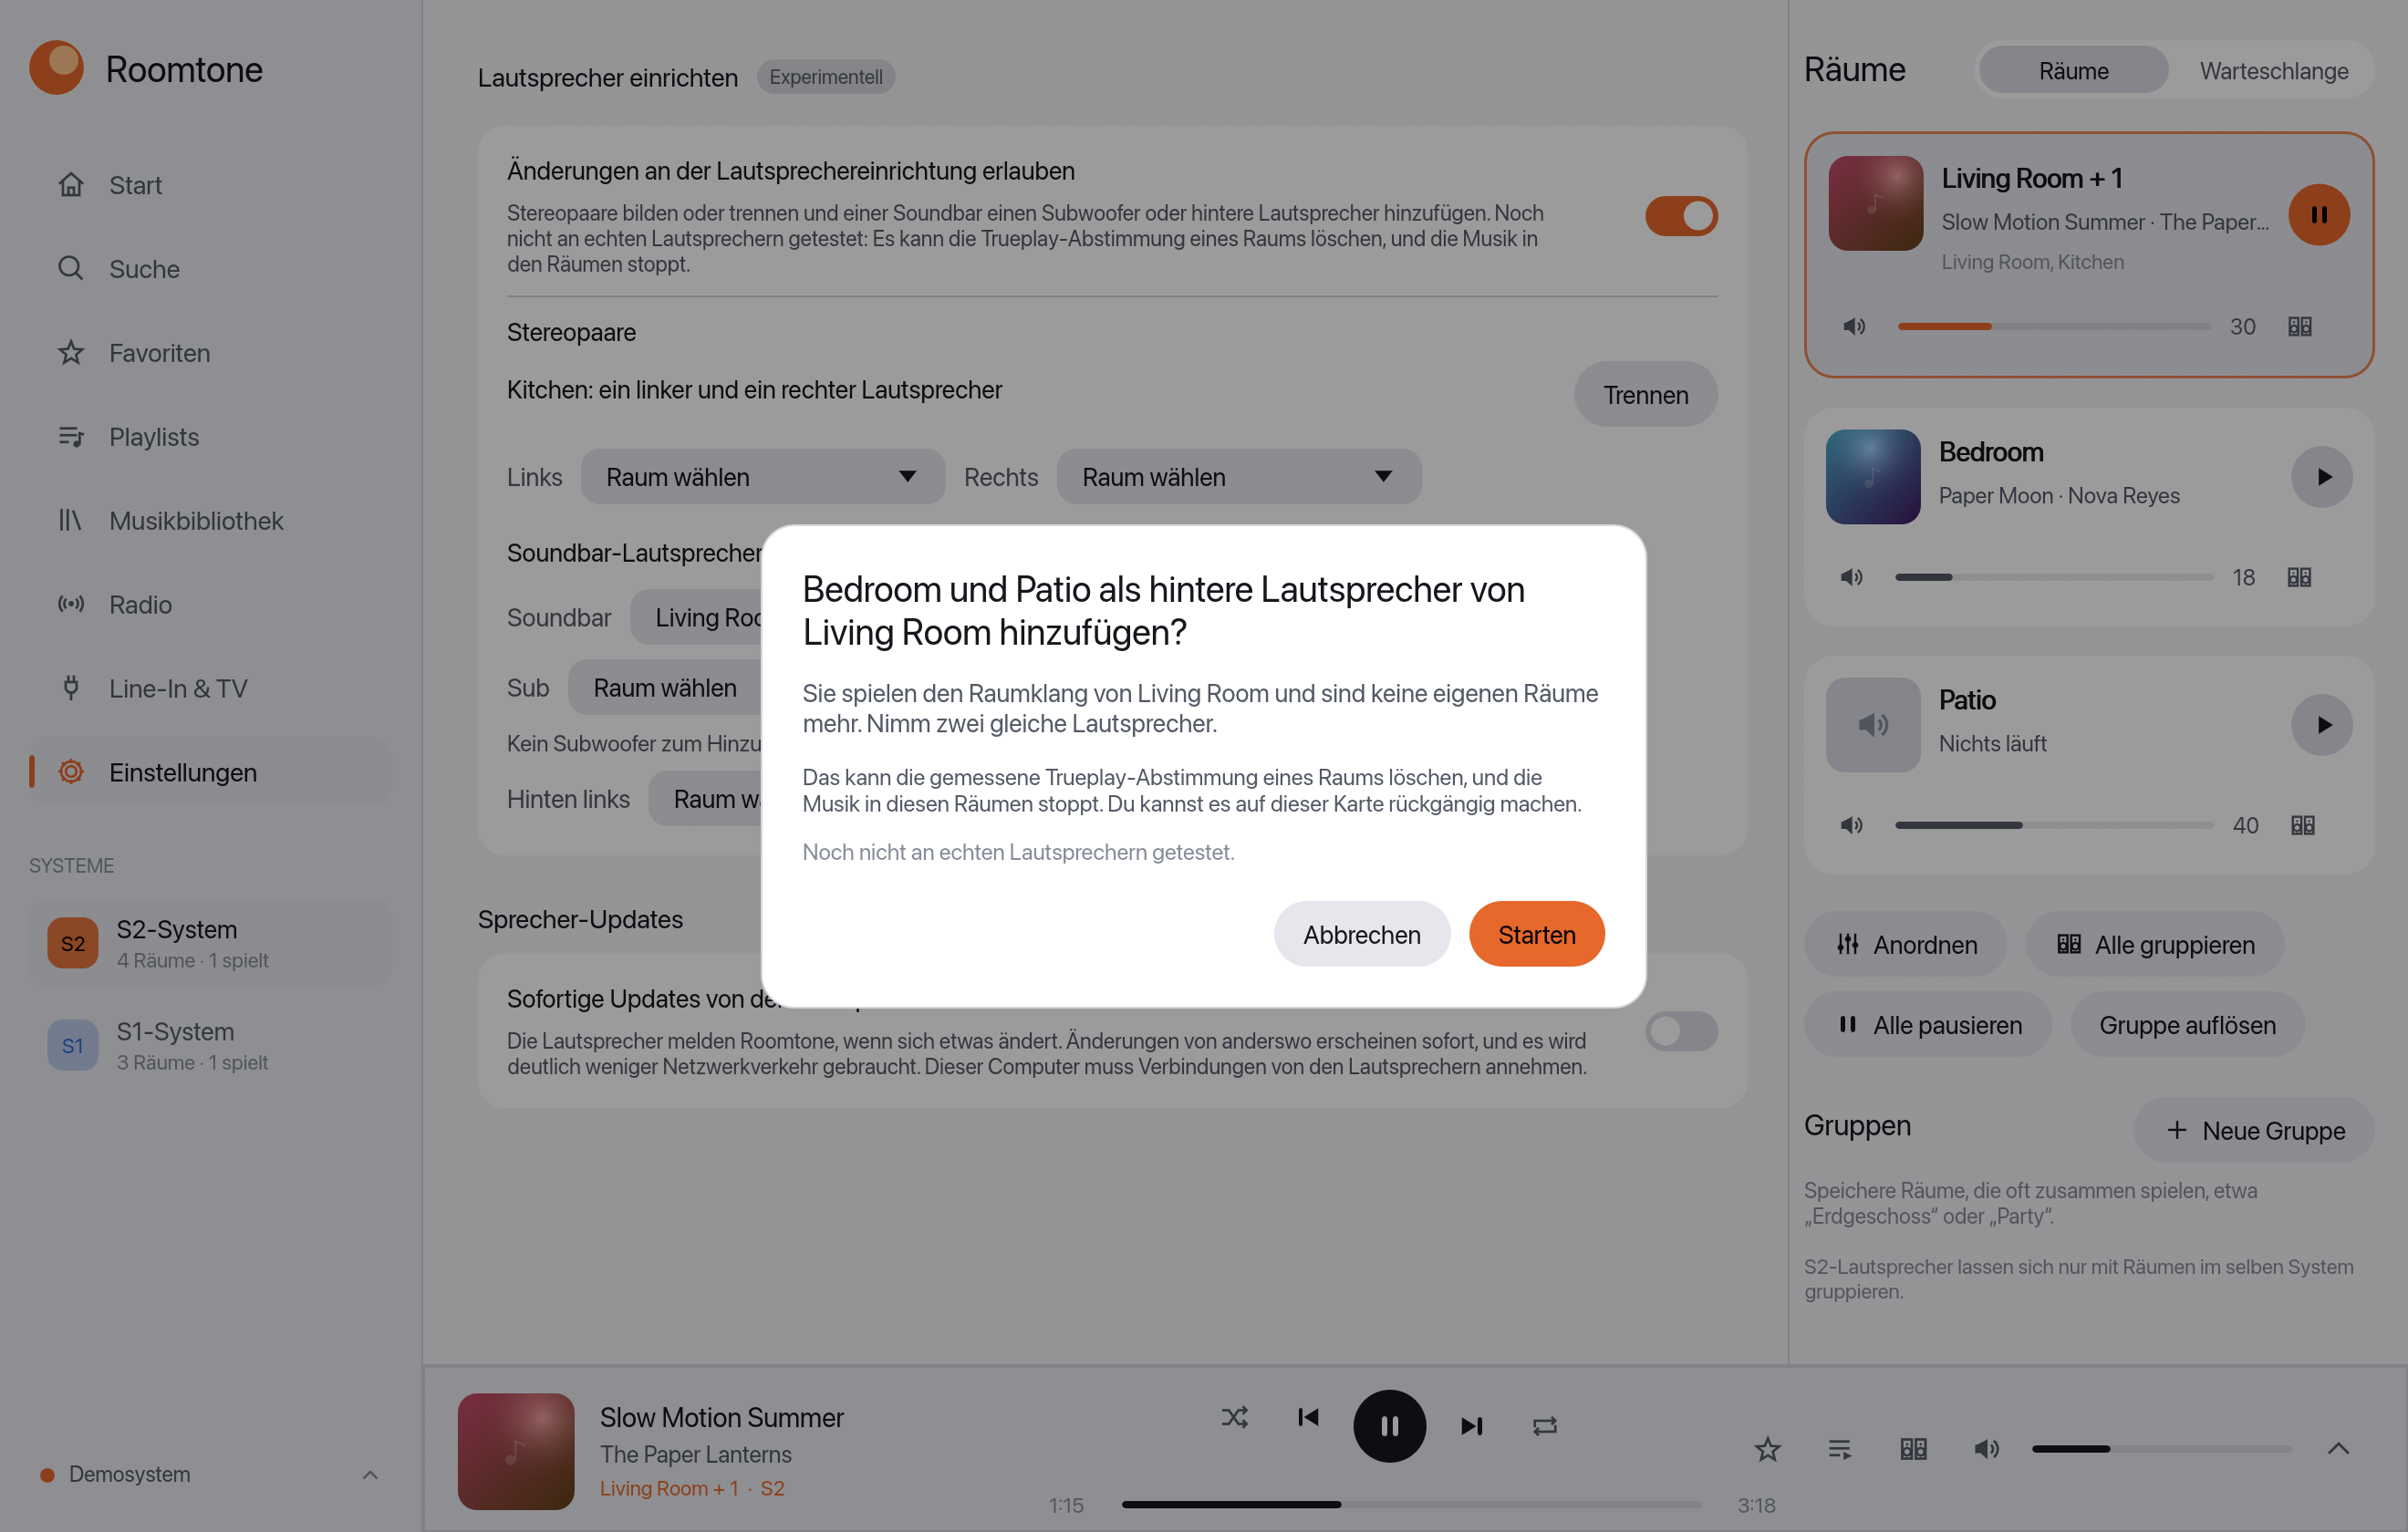 Roomtone
Start
Suche
Favoriten
Playlists
Musikbibliothek
Radio
Line-In & TV
Einstellungen
SYSTEME
S2
S2-System
4 Räume · 1 spielt
S1
S1-System
3 Räume · 1 spielt
Demosystem
Lautsprecher einrichten
Experimentell
Änderungen an der Lautsprechereinrichtung erlauben
Stereopaare bilden oder trennen und einer Soundbar einen Subwoofer oder hintere Lautsprecher hinzufügen. Noch
nicht an echten Lautsprechern getestet: Es kann die Trueplay-Abstimmung eines Raums löschen, und die Musik in
den Räumen stoppt.
Stereopaare
Kitchen: ein linker und ein rechter Lautsprecher
Trennen
Links
Raum wählen
Rechts
Raum wählen
Soundbar-Lautsprecher
Soundbar
Living
Sub
Raum wählen
Kein Subwoofer zum
Hinten links
Raum
Bedroom und Patio als hintere Lautsprecher von
Living Room hinzufügen?
Sie spielen den Raumklang von Living Room und sind keine eigenen Räume
mehr. Nimm zwei gleiche Lautsprecher.
Das kann die gemessene Trueplay-Abstimmung eines Raums löschen, und die
Musik in diesen Räumen stoppt. Du kannst es auf dieser Karte rückgängig machen.
Noch nicht an echten Lautsprechern getestet.
Abbrechen
Starten
Sprecher-Updates
Sofortige Updates von
Die Lautsprecher melden Roomtone, wenn sich etwas ändert. Änderungen von anderswo erscheinen sofort, und es wird
deutlich weniger Netzwerkverkehr gebraucht. Dieser Computer muss Verbindungen von den Lautsprechern annehmen.
Räume
Räume
Warteschlange
Living Room + 1
Slow Motion Summer · The Paper...
Living Room, Kitchen
30
Bedroom
Paper Moon · Nova Reyes
18
Patio
Nichts läuft
40
Anordnen
Alle gruppieren
Alle pausieren
Gruppe auflösen
Gruppen
Neue Gruppe
Speichere Räume, die oft zusammen spielen, etwa
„Erdgeschoss“ oder „Party“.
S2-Lautsprecher lassen sich nur mit Räumen im selben System
gruppieren.
Slow Motion Summer
The Paper Lanterns
Living Room + 1 · S2
1:15
3:18